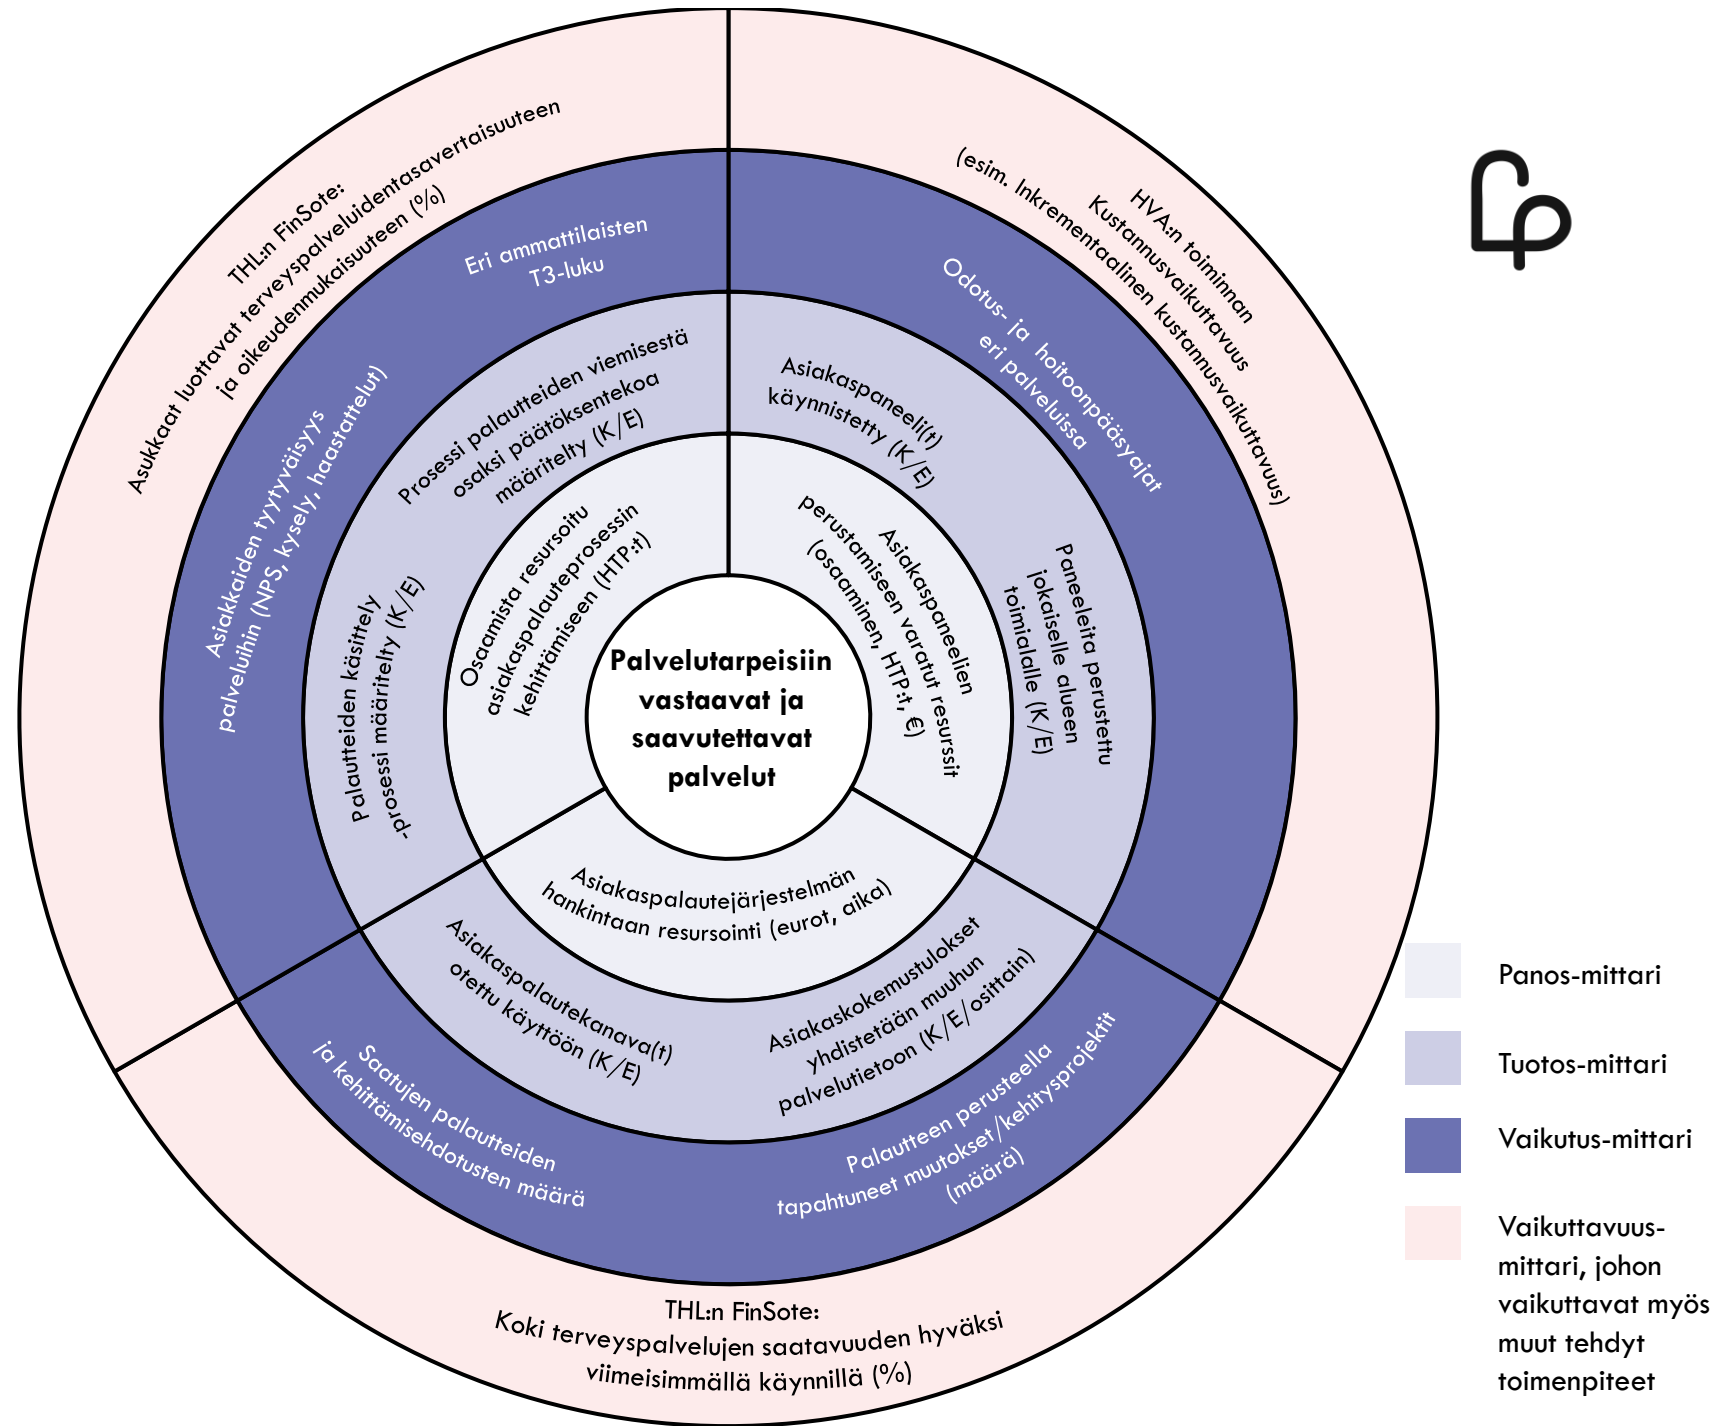 THL:n FinSote:
Asukkaat luottavat terveyspalveluidentasavertaisuuteen
ja oikeudenmukaisuuteen (%)
HVA:n toiminnan
Kustannusvaikuttavuus
(esim. Inkrementaalinen kustannusvaikuttavuus)
Eri ammattilaisten
T3-luku
Asiakkaiden tyytyväisyys
palveluihin (NPS, kysely, haastattelut)
Odotus- ja hoitoonpääsyajat
eri palveluissa
Prosessi palautteiden viemisestä
osaksi päätöksentekoa
määritelty (K/E)
Palautteiden käsittely
-prosessi määritelty (K/E)
Asiakaspaneeli(t)
käynnistetty (K/E)
Paneeleita perustettu
jokaiselle alueen
toimialalle (K/E)
Osaamista resursoitu
asiakaspalauteprosessin
kehittämiseen (HTP:t)
Asiakaspaneelien
perustamiseen varatut resurssit
(osaaminen, HTP:t, €)
Palvelutarpeisiin
vastaavat ja
saavutettavat
palvelut
Asiakaspalautejärjestelmän
hankintaan resursointi (eurot, aika)
Asiakaspalautekanava(t)
otettu käyttöön (K/E)
Asiakaskokemustulokset
yhdistetään muuhun
palvelutietoon (K/E/osittain)
Saatujen palautteiden
ja kehittämisehdotusten määrä
Palautteen perusteella
tapahtuneet muutokset/kehitysprojektit
(määrä)
THL:n FinSote:
Koki terveyspalvelujen saatavuuden hyväksi
viimeisimmällä käynnillä (%)
Panos-mittari
Tuotos-mittari
Vaikutus-mittari
Vaikuttavuus-
mittari, johon
vaikuttavat myös
muut tehdyt
toimenpiteet